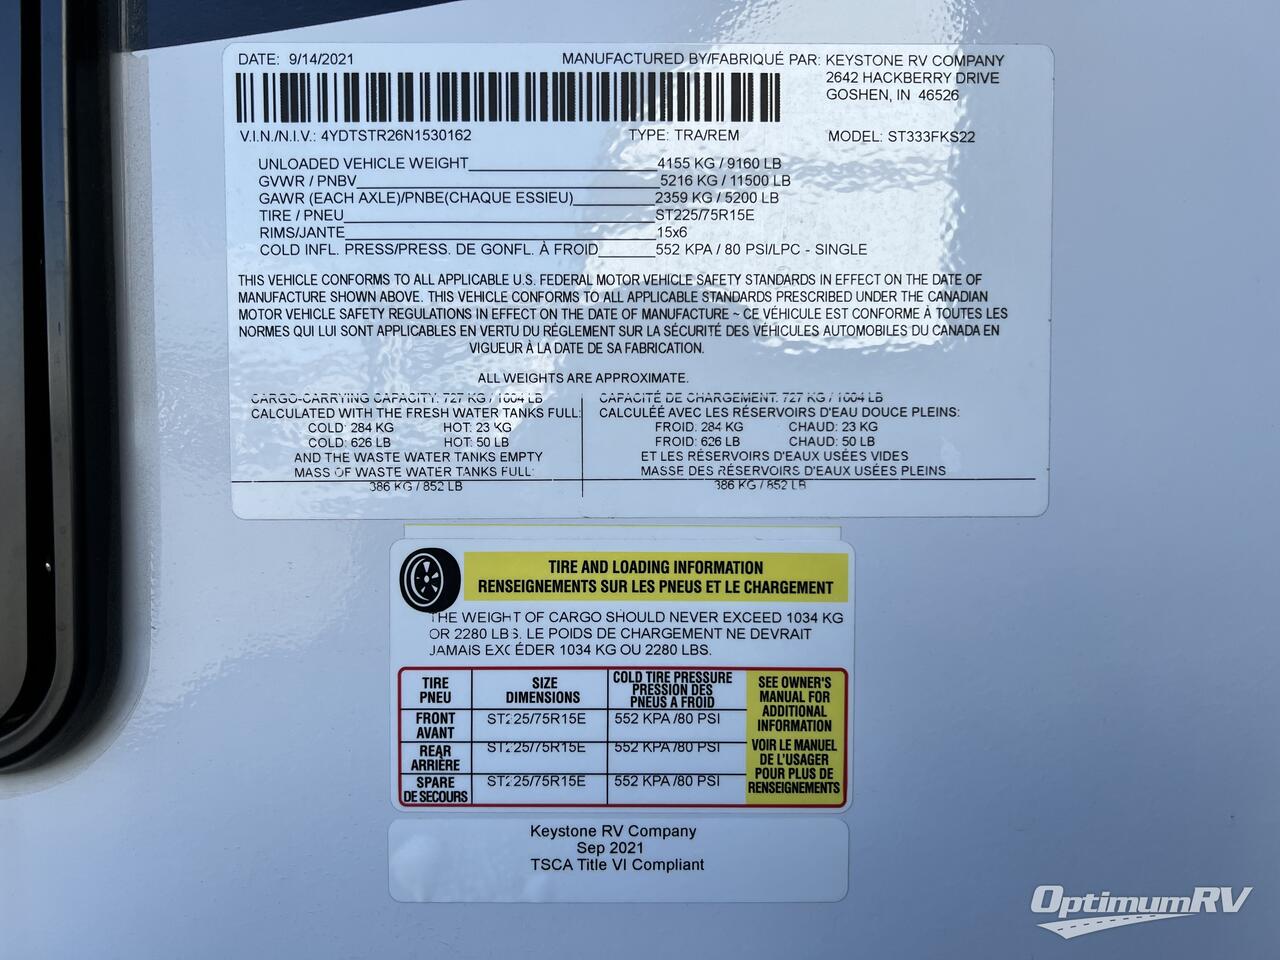 DATE: 9/14/2021 MANUFACTURED BY/FABRIQUÉ PAR: KEYSTONE RV COMPANY
2642 HACKBERRY DRIVE
GOSHEN, IN 46526
V.I.N./N.I.V.: 4YDTSTR26N1530162 TYPE: TRA/REM MODEL: ST333FKS22
UNLOADED VEHICLE WEIGHT 4155 KG / 9160 LB
GVWR / PNBV 5216 KG / 11500 LB
GAWR (EACH AXLE)/PNBE(CHAQUE ESSIEU) 2359 KG / 5200 LB
TIRE / PNEU ST225/75R15E
RIMS/JANTE 15x6
COLD INFL. PRESS/PRESS. DE GONFL. À FROID 552 KPA / 80 PSI/LPC - SINGLE
THIS VEHICLE CONFORMS TO ALL APPLICABLE U.S. FEDERAL MOTOR VEHICLE SAFETY STANDARDS IN EFFECT ON THE DATE OF
MANUFACTURE SHOWN ABOVE. THIS VEHICLE CONFORMS TO ALL APPLICABLE STANDARDS PRESCRIBED UNDER THE CANADIAN
MOTOR VEHICLE SAFETY REGULATIONS IN EFFECT ON THE DATE OF MANUFACTURE ~ CE VÉHICULE EST CONFORME À TOUTES LES
NORMES QUI LUI SONT APPLICABLES EN VERTU DU RÉGLEMENT SUR LA SÉCURITÉ DES VÉHICULES AUTOMOBILES DU CANADA EN
VIGUEUR À LA DATE DE SA FABRICATION.
ALL WEIGHTS ARE APPROXIMATE.
CARGO-CARRYING CAPACITY: 727 KG / 1604 LB
CALCULATED WITH THE FRESH WATER TANKS FULL:
COLD: 284 KG HOT: 23 KG
COLD: 626 LB HOT: 50 LB
AND THE WASTE WATER TANKS EMPTY
MASS OF WASTE WATER TANKS FULL:
386 KG / 852 LB
CAPACITÉ DE CHARGEMENT: 727 KG / 1604 LB
CALCULÉE AVEC LES RÉSERVOIRS D'EAU DOUCE PLEINS:
FROID: 284 KG CHAUD: 23 KG
FROID: 626 LB CHAUD: 50 LB
ET LES RÉSERVOIRS D'EAUX USÉES VIDES
MASSE DES RÉSERVOIRS D'EAUX USÉES PLEINS
386 KG / 852 LB
TIRE AND LOADING INFORMATION
RENSEIGNEMENTS SUR LES PNEUS ET LE CHARGEMENT
THE WEIGHT OF CARGO SHOULD NEVER EXCEED 1034 KG
OR 2280 LBS. LE POIDS DE CHARGEMENT NE DEVRAIT
JAMAIS EXCÉDER 1034 KG OU 2280 LBS.
TIRE
PNEU
SIZE
DIMENSIONS
COLD TIRE PRESSURE
PRESSION DES
PNEUS A FROID
FRONT
AVANT
ST225/75R15E 552 KPA /80 PSI
REAR
ARRIÈRE
ST225/75R15E 552 KPA /80 PSI
SPARE
DE SECOURS
ST225/75R15E 552 KPA /80 PSI
SEE OWNER'S
MANUAL FOR
ADDITIONAL
INFORMATION
VOIR LE MANUEL
DE L'USAGER
POUR PLUS DE
RENSEIGNEMENTS
Keystone RV Company
Sep 2021
TSCA Title VI Compliant
OptimumRV